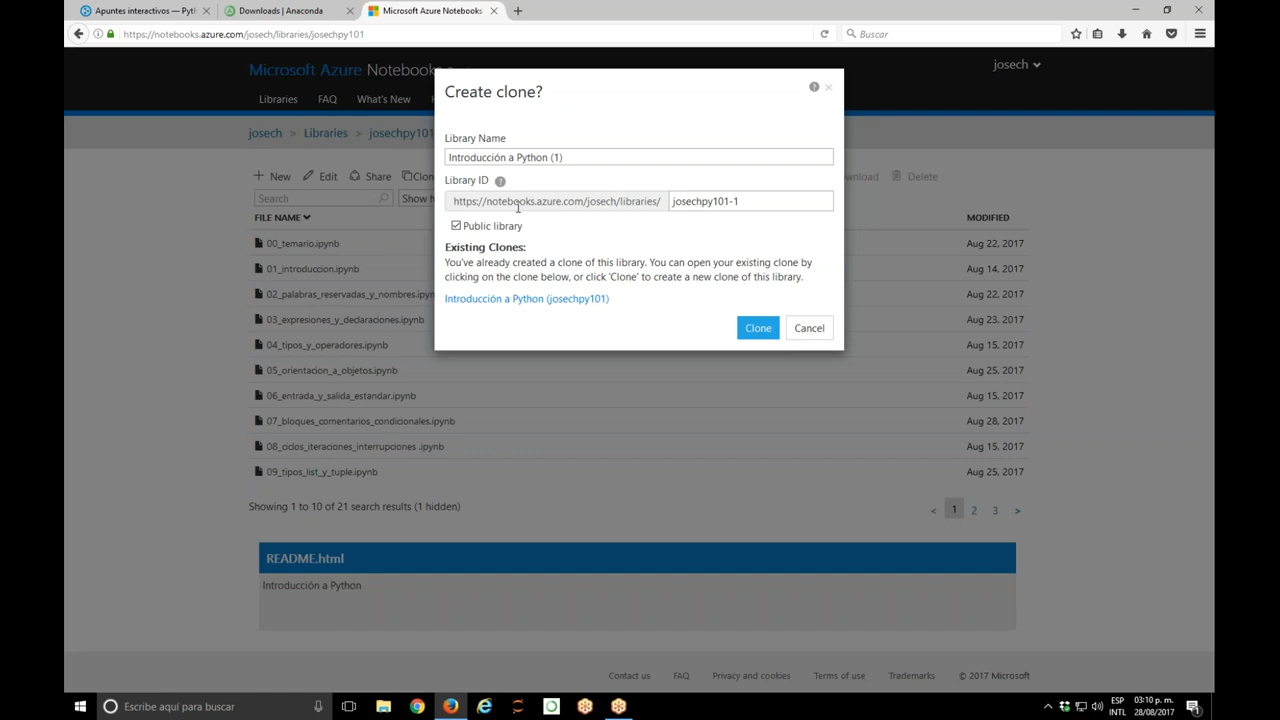 Apuntes interactivos — Pyt
Downloads | Anaconda
Microsoft Azure Notebooks
https://notebooks.azure.com/josech/libraries/josechpy101
Buscar
Microsoft Azure Notebooks
josech
Libraries FAQ What's New
josech > Libraries > josechpy101
New Edit Share Clon Delete
Search Show h
FILE NAME MODIFIED
00_temario.ipynb Aug 22, 2017
01_introduccion.ipynb Aug 14, 2017
02_palabras_reservadas_y_nombres.ipyn Aug 22, 2017
03_expresiones_y_declaraciones.ipynb Aug 23, 2017
04_tipos_y_operadores.ipynb Aug 15, 2017
05_orientacion_a_objetos.ipynb Aug 25, 2017
06_entrada_y_salida_estandar.ipynb Aug 15, 2017
07_bloques_comentarios_condicionales.ipynb Aug 28, 2017
08_ciclos_iteraciones_interrupciones .ipynb Aug 15, 2017
09_tipos_list_y_tuple.ipynb Aug 25, 2017
Showing 1 to 10 of 21 search results (1 hidden)
< 1 2 3 >
README.html
Introducción a Python
Create clone?
Library Name
Introducción a Python (1)
Library ID
https://notebooks.azure.com/josech/libraries/ josechpy101-1
Public library
Existing Clones:
You've already created a clone of this library. You can open your existing clone by
clicking on the clone below, or click 'Clone' to create a new clone of this library.
Introducción a Python (josechpy101)
Clone Cancel
Contact us FAQ Privacy and cookies Terms of use Trademarks © 2017 Microsoft
Escribe aquí para buscar
ESP 03:10 p. m.
INTL 28/08/2017